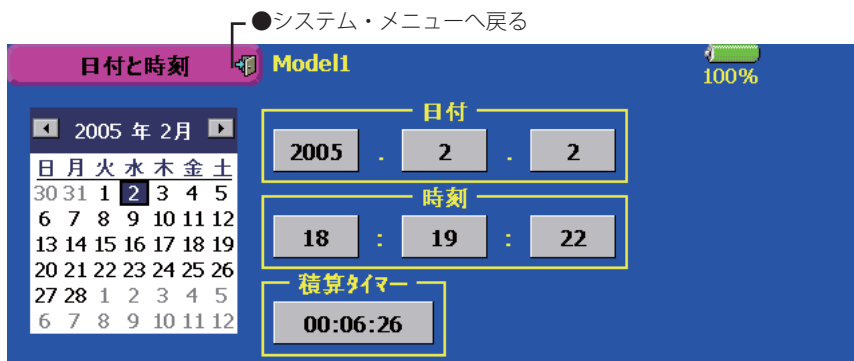 ●システム・メニューへ戻る
日付と時刻 Model1 100%
2005 年 2月
日 月 火 水 木 金 土
30 31 1 2 3 4 5
6 7 8 9 10 11 12
13 14 15 16 17 18 19
20 21 22 23 24 25 26
27 28 1 2 3 4 5
6 7 8 9 10 11 12
日付
2005 . 2 . 2
時刻
18 : 19 : 22
積算タイマー
00:06:26